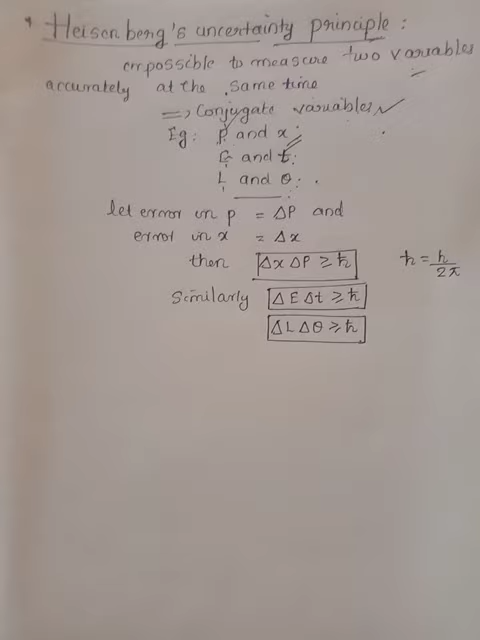 * Heisenberg's uncertainty principle :
impossible to measure two variables
accurately at the same time
=> Conjugate variables
Eg: p and x
E and t
L and θ
let error in p = ΔP and
error in x = Δx
then Δx ΔP ≥ ħ ħ = h/2π
Similarly ΔE Δt ≥ ħ
ΔL Δθ ≥ ħ